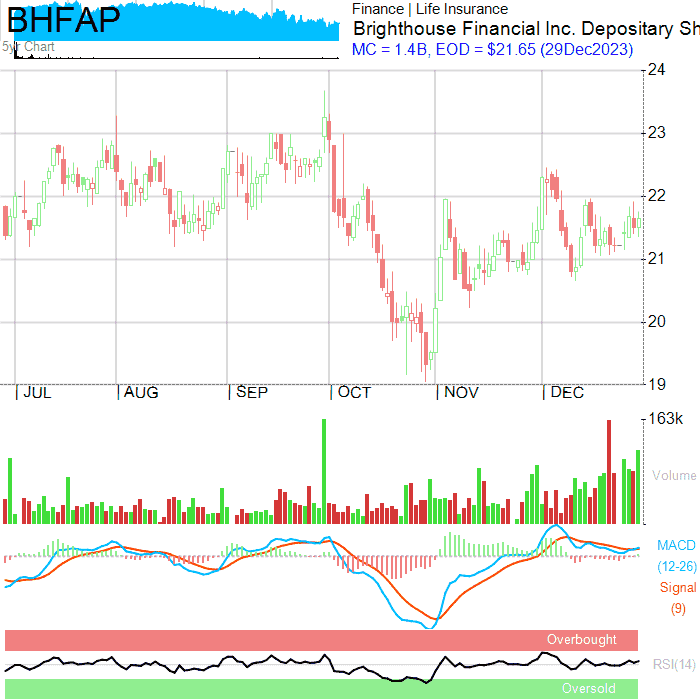 BHFAP
5yr Chart
Finance | Life Insurance
Brighthouse Financial Inc. Depositary Sh
MC = 1.4B, EOD = $21.65 (29Dec2023)
24
23
22
21
20
19
| JUL | AUG | SEP | OCT | NOV | DEC
163k
Volume
MACD
(12-26)
Signal
(9)
Overbought
RSI(14)
Oversold